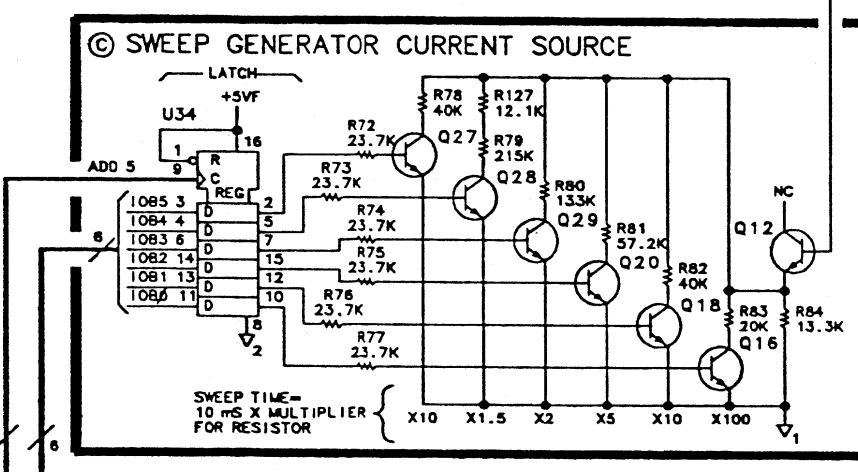 Ⓒ SWEEP GENERATOR CURRENT SOURCE
LATCH
+5VF
U34
16
1
R
9
C
ADD 5
REG
IOB5 3 D 2
IOB4 4 D 5
IOB3 6 D 7
IOB2 14 D 15
IOB1 13 D 12
IOB0 11 D 10
8
2
6
6
R72
23.7K
R73
23.7K
R74
23.7K
R75
23.7K
R76
23.7K
R77
23.7K
R78
40K
Q27
R127
12.1K
R79
215K
Q28
R80
133K
Q29
R81
57.2K
Q20
R82
40K
Q18
R83
20K
Q16
NC
Q12
R84
13.3K
SWEEP TIME=
10 mS X MULTIPLIER
FOR RESISTOR
X10 X1.5 X2 X5 X10 X100
1